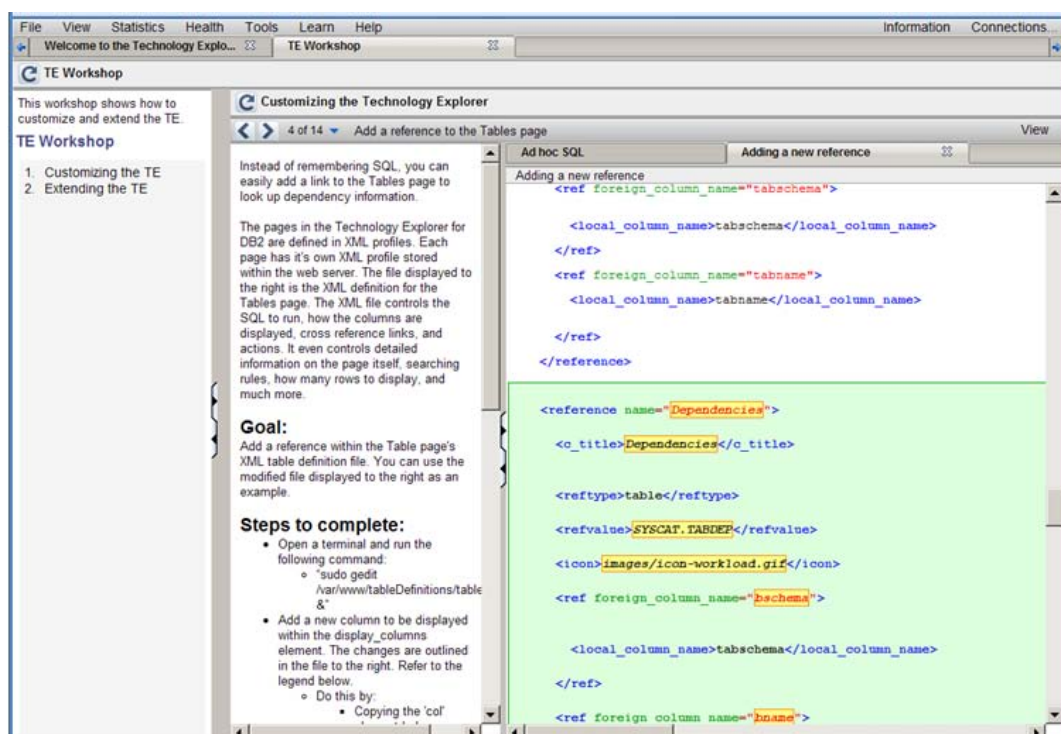 File View Statistics Health Tools Learn Help Information Connections...
Welcome to the Technology Explo... TE Workshop
TE Workshop
This workshop shows how to
customize and extend the TE.
TE Workshop
1. Customizing the TE
2. Extending the TE
Customizing the Technology Explorer
4 of 14 Add a reference to the Tables page View
Instead of remembering SQL, you can
easily add a link to the Tables page to
look up dependency information.
The pages in the Technology Explorer for
DB2 are defined in XML profiles. Each
page has it's own XML profile stored
within the web server. The file displayed to
the right is the XML definition for the
Tables page. The XML file controls the
SQL to run, how the columns are
displayed, cross reference links, and
actions. It even controls detailed
information on the page itself, searching
rules, how many rows to display, and
much more.
Goal:
Add a reference within the Table page's
XML table definition file. You can use the
modified file displayed to the right as an
example.
Steps to complete:
• Open a terminal and run the
following command:
○ "sudo gedit
/var/www/tableDefinitions/table
&"
• Add a new column to be displayed
within the display_columns
element. The changes are outlined
in the file to the right. Refer to the
legend below.
○ Do this by:
▪ Copying the 'col'
Ad hoc SQL Adding a new reference
Adding a new reference
<ref foreign_column_name="tabschema">
<local_column_name>tabschema</local_column_name>
</ref>
<ref foreign_column_name="tabname">
<local_column_name>tabname</local_column_name>
</ref>
</reference>
<reference name="Dependencies">
<c_title>Dependencies</c_title>
<reftype>table</reftype>
<refvalue>SYSCAT.TABDEP</refvalue>
<icon>images/icon-workload.gif</icon>
<ref foreign_column_name="bschema">
<local_column_name>tabschema</local_column_name>
</ref>
<ref foreign_column_name="bname">